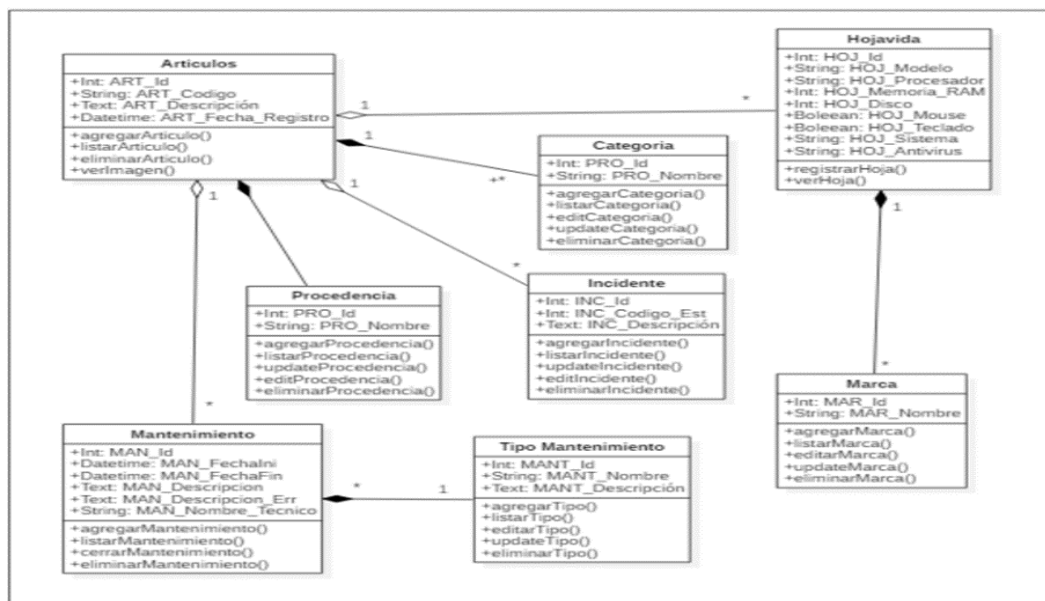 Articulos
+Int: ART_Id
+String: ART_Codigo
+Text: ART_Descripción
+Datetime: ART_Fecha_Registro
+agregarArticulo()
+listarArticulo()
+eliminarArticulo()
+verImagen()
1
*
1
+*
1
*
1
*
Hojavida
+Int: HOJ_Id
+String: HOJ_Modelo
+String: HOJ_Procesador
+Int: HOJ_Memoria_RAM
+Int: HOJ_Disco
+Boleean: HOJ_Mouse
+Boleean: HOJ_Teclado
+String: HOJ_Sistema
+String: HOJ_Antivirus
+registrarHoja()
+verHoja()
1
*
Categoria
+Int: PRO_Id
+String: PRO_Nombre
+agregarCategoria()
+listarCategoria()
+editCategoria()
+updateCategoria()
+eliminarCategoria()
Procedencia
+Int: PRO_Id
+String: PRO_Nombre
+agregarProcedencia()
+listarProcedencia()
+updateProcedencia()
+editProcedencia()
+eliminarProcedencia()
Incidente
+Int: INC_Id
+Int: INC_Codigo_Est
+Text: INC_Descripción
+agregarIncidente()
+listarIncidente()
+updateIncidente()
+editIncidente()
+eliminarIncidente()
Marca
+Int: MAR_Id
+String: MAR_Nombre
+agregarMarca()
+listarMarca()
+editarMarca()
+updateMarca()
+eliminarMarca()
Mantenimiento
+Int: MAN_Id
+Datetime: MAN_FechaIni
+Datetime: MAN_FechaFin
+Text: MAN_Descripcion
+Text: MAN_Descripcion_Err
+String: MAN_Nombre_Tecnico
+agregarMantenimiento()
+listarMantenimiento()
+cerrarMantenimiento()
+eliminarMantenimiento()
*
1
Tipo Mantenimiento
+Int: MANT_Id
+String: MANT_Nombre
+Text: MANT_Descripción
+agregarTipo()
+listarTipo()
+editarTipo()
+updateTipo()
+eliminarTipo()